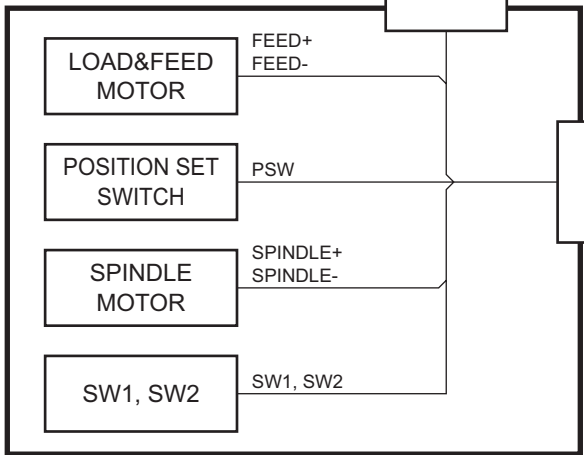 LOAD&FEED
MOTOR
FEED+
FEED-
POSITION SET
SWITCH
PSW
SPINDLE
MOTOR
SPINDLE+
SPINDLE-
SW1, SW2
SW1, SW2